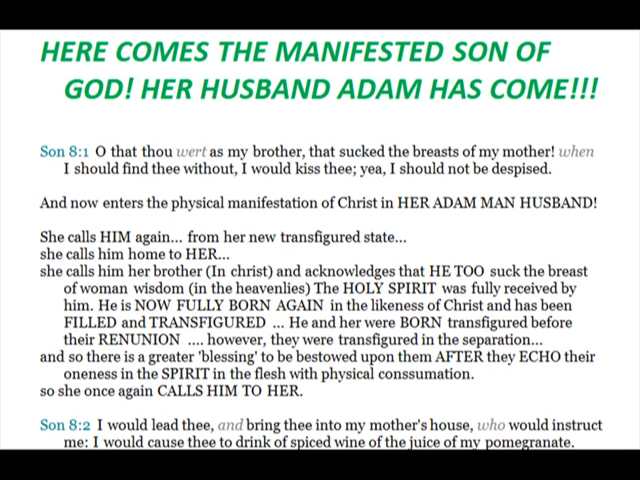 HERE COMES THE MANIFESTED SON OF
GOD! HER HUSBAND ADAM HAS COME!!!
Son 8:1 O that thou wert as my brother, that sucked the breasts of my mother! when
I should find thee without, I would kiss thee; yea, I should not be despised.
And now enters the physical manifestation of Christ in HER ADAM MAN HUSBAND!
She calls HIM again... from her new transfigured state...
she calls him home to HER...
she calls him her brother (In christ) and acknowledges that HE TOO suck the breast
of woman wisdom (in the heavenlies) The HOLY SPIRIT was fully received by
him. He is NOW FULLY BORN AGAIN in the likeness of Christ and has been
FILLED and TRANSFIGURED ... He and her were BORN transfigured before
their RENUNION .... however, they were transfigured in the separation...
and so there is a greater 'blessing' to be bestowed upon them AFTER they ECHO their
oneness in the SPIRIT in the flesh with physical conssumation.
so she once again CALLS HIM TO HER.
Son 8:2 I would lead thee, and bring thee into my mother's house, who would instruct
me: I would cause thee to drink of spiced wine of the juice of my pomegranate.